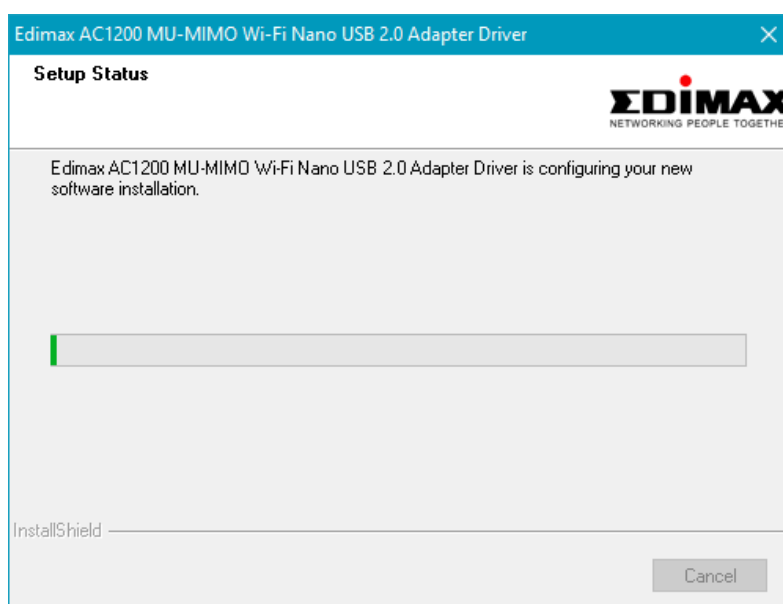 Edimax AC1200 MU-MIMO Wi-Fi Nano USB 2.0 Adapter Driver
Setup Status
EDIMAX
NETWORKING PEOPLE TOGETHE
Edimax AC1200 MU-MIMO Wi-Fi Nano USB 2.0 Adapter Driver is configuring your new
software installation.
InstallShield
Cancel